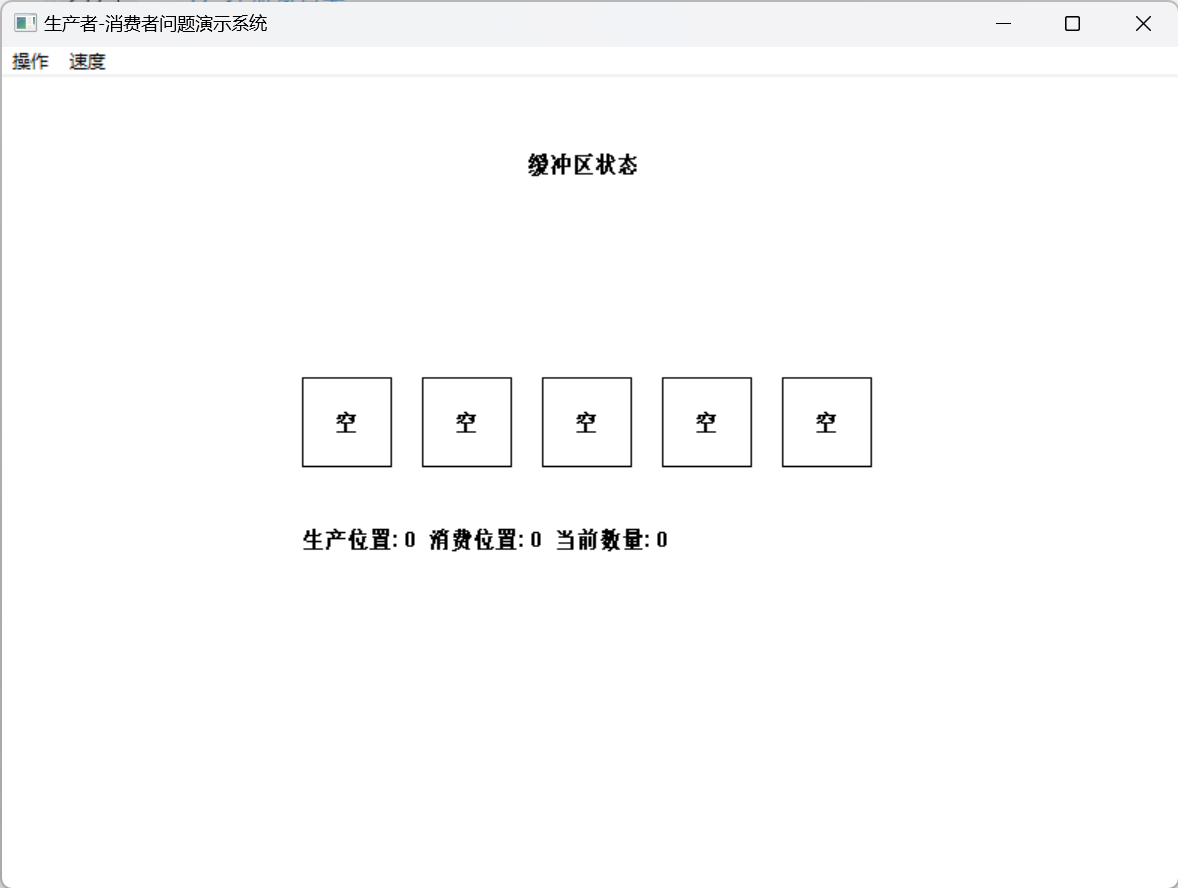 生产者-消费者问题演示系统
操作 速度
缓冲区状态
空 空 空 空 空
生产位置: 0 消费位置: 0 当前数量: 0